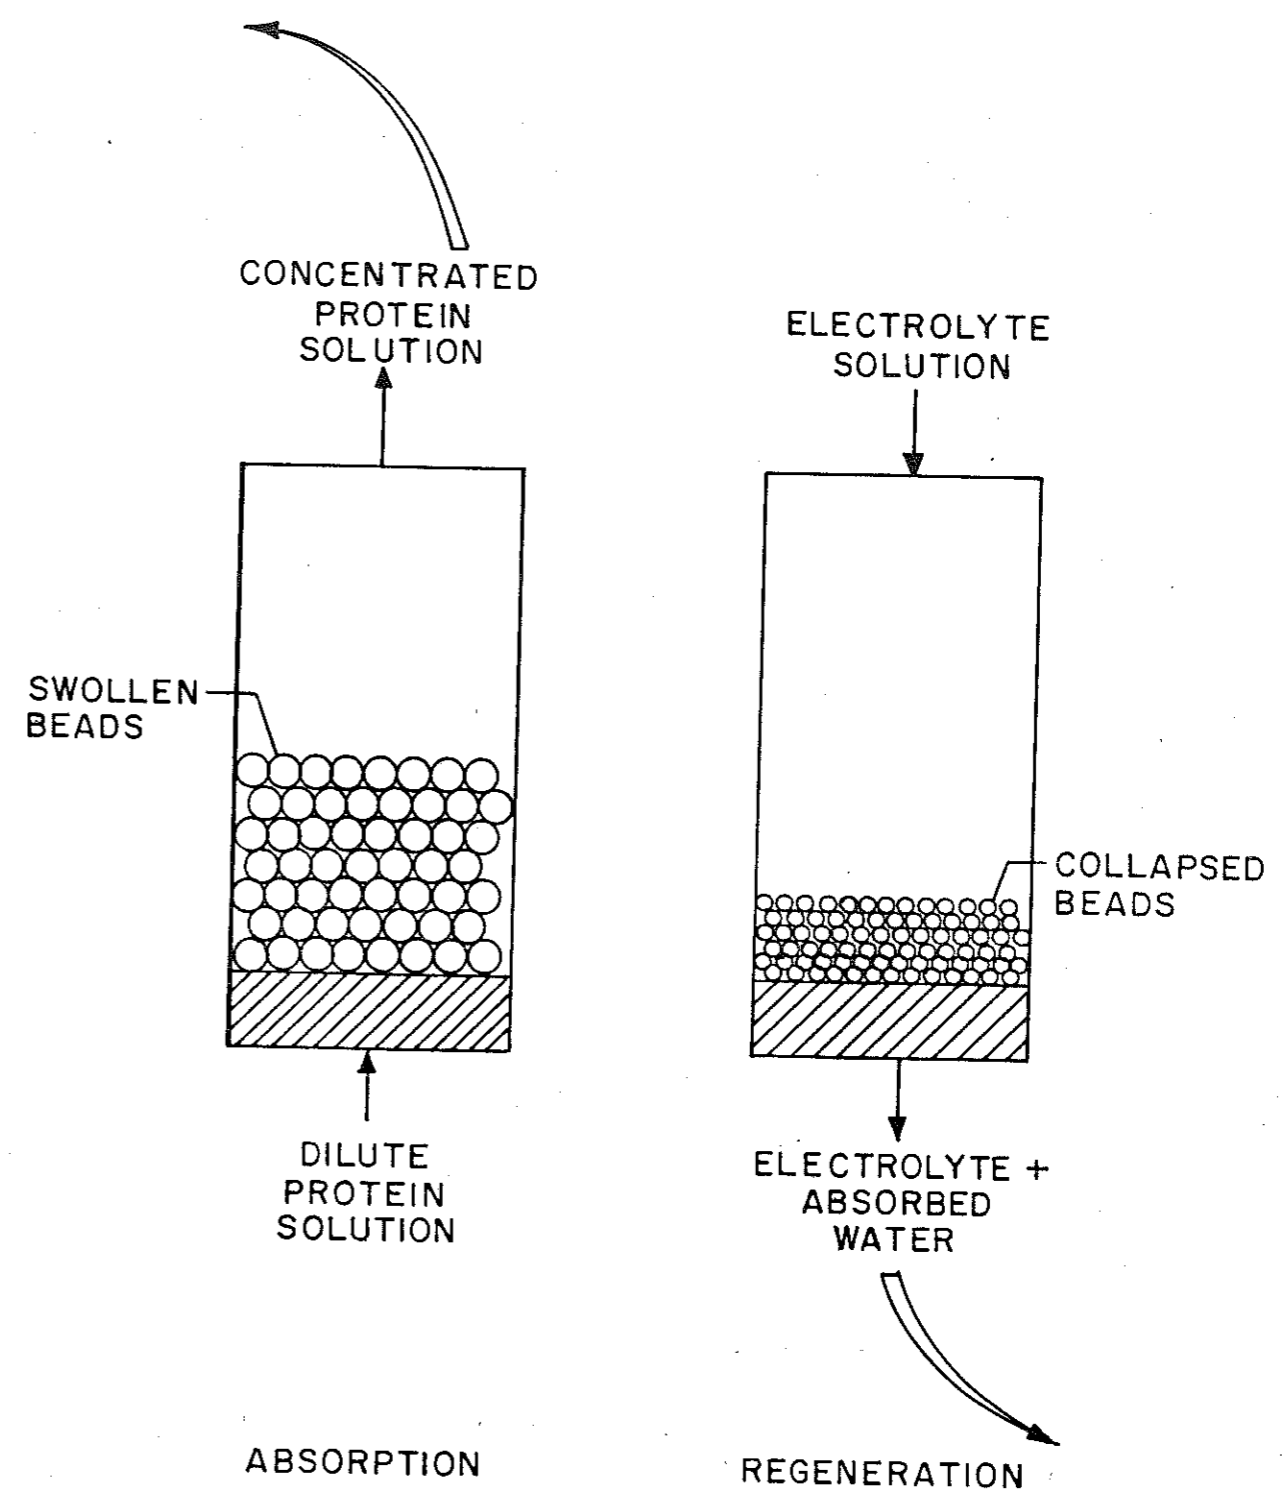 CONCENTRATED
PROTEIN
SOLUTION
SWOLLEN
BEADS
DILUTE
PROTEIN
SOLUTION
ABSORPTION
ELECTROLYTE
SOLUTION
COLLAPSED
BEADS
ELECTROLYTE +
ABSORBED
WATER
REGENERATION